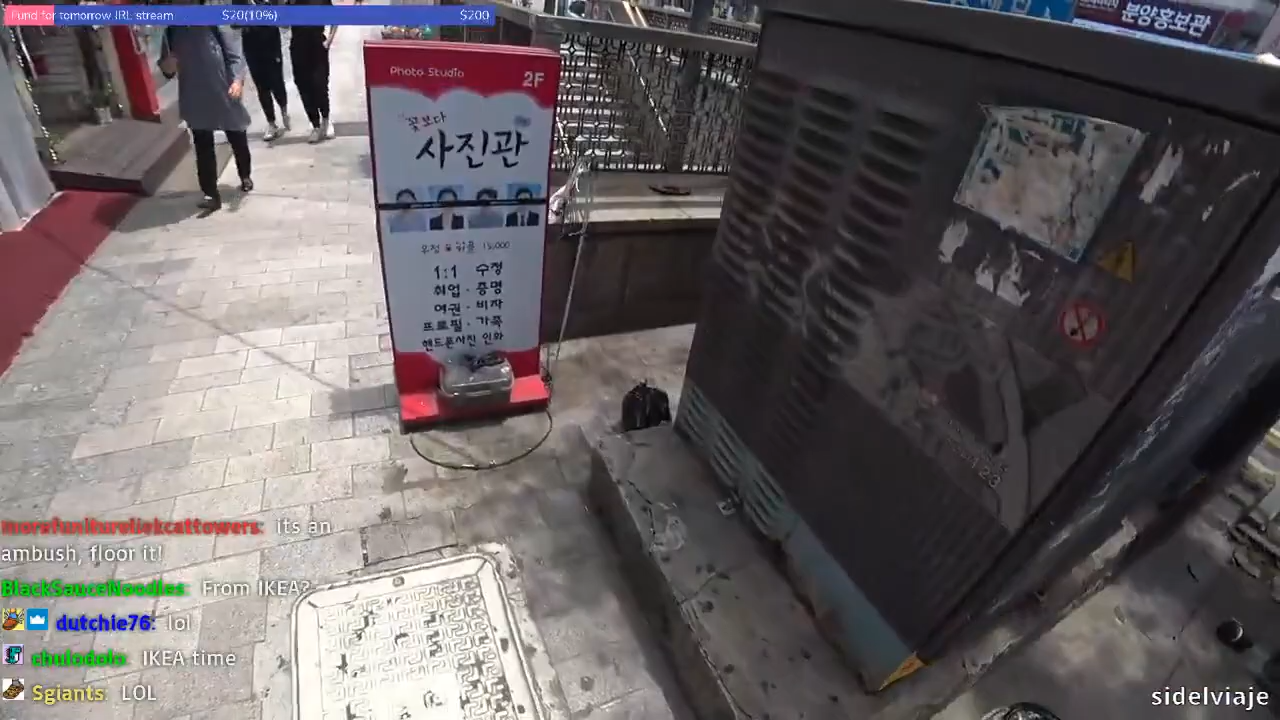 Fund for tomorrow IRL stream $20(10%) $200
분양홍보관
Photo Studio 2F
꽃보다
사진관
15,000
1:1 수정
취업·증명
여권·비자
프로필·가족
핸드폰사진 인화
morefunitureliekcattowers: its an
ambush, floor it!
BlackSauceNoodles: From IKEA?
dutchie76: lol
chulodolo: IKEA time
Sgiants: LOL
sidelviaje